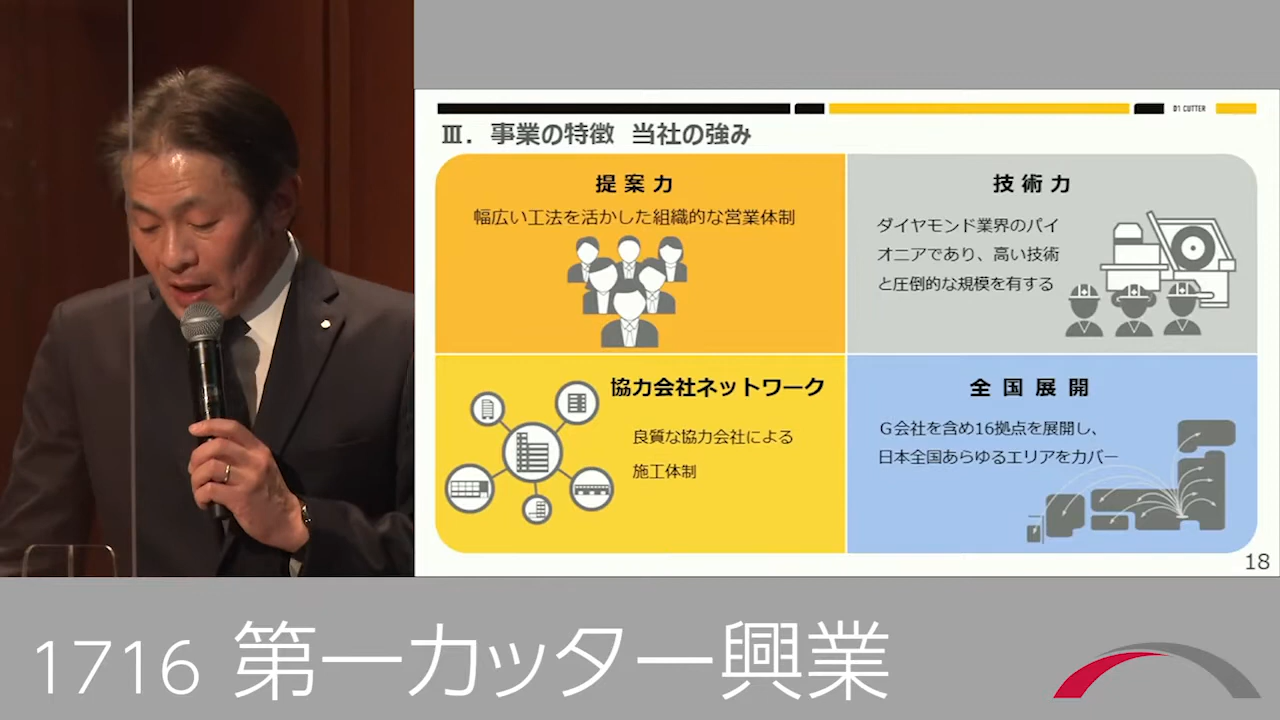 D1 CUTTER
Ⅲ．事業の特徴 当社の強み
提案力
幅広い工法を活かした組織的な営業体制
技術力
ダイヤモンド業界のパイ
オニアであり、高い技術
と圧倒的な規模を有する
協力会社ネットワーク
良質な協力会社による
施工体制
全国展開
Ｇ会社を含め16拠点を展開し、
日本全国あらゆるエリアをカバー
18
1716 第一カッター興業